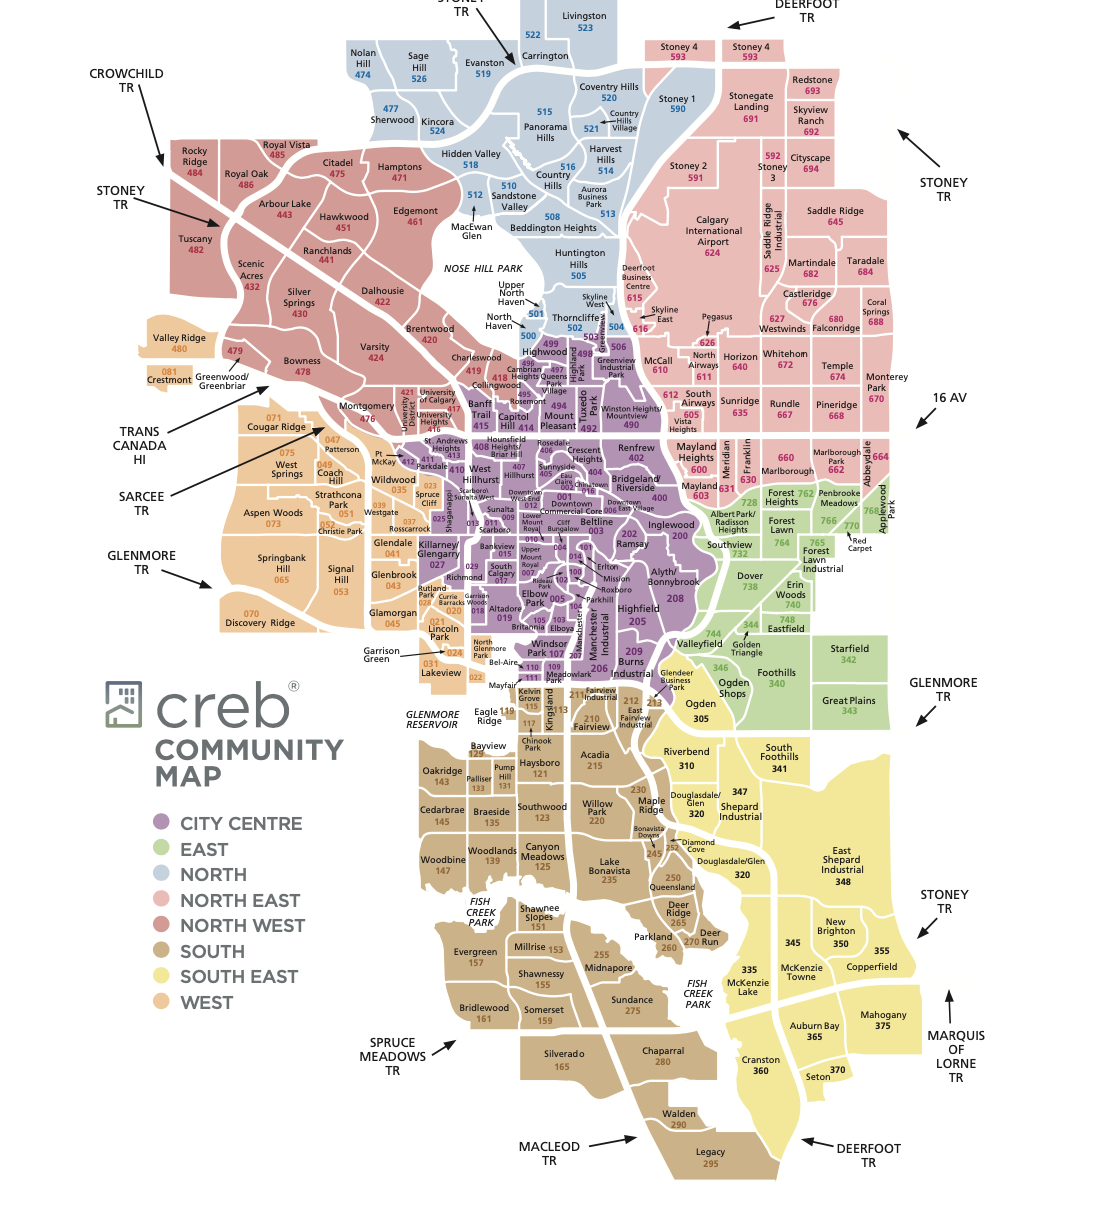 STONEY
TR
DEERFOOT
TR
Livingston
523
522
Carrington
Stoney 4
593
Stoney 4
593
Nolan
Hill
474
Sage
Hill
526
Evanston
519
CROWCHILD
TR
Coventry Hills
520
Stoney 1
590
Stonegate
Landing
691
Redstone
693
Skyview
Ranch
692
477
Sherwood
Kincora
524
515
Panorama
Hills
521
Country
Hills
Village
Rocky
Ridge
484
Royal Vista
485
Royal Oak
486
Citadel
475
Hamptons
471
Hidden Valley
518
516
Country
Hills
Harvest
Hills
514
Stoney 2
591
592
Stoney
3
Cityscape
694
STONEY
TR
STONEY
TR
512
MacEwan
Glen
510
Sandstone
Valley
Aurora
Business
Park
513
508
Beddington Heights
Arbour Lake
443
Hawkwood
451
Edgemont
461
Calgary
International
Airport
624
Saddle Ridge
Industrial
625
Saddle Ridge
645
Tuscany
482
Ranchlands
441
Scenic
Acres
432
NOSE HILL PARK
Huntington
Hills
505
Deerfoot
Business
Centre
615
Martindale
682
Taradale
684
Silver
Springs
430
Dalhousie
422
Upper
North
Haven
501
Skyline
West
Castleridge
676
Coral
Springs
688
North
Haven
500
Thorncliffe
502
504
Skyline
East
616
Pegasus
626
627
Westwinds
680
Falconridge
Valley Ridge
480
Brentwood
420
Varsity
424
503
Greenview
499
Highwood
Highland
Park
498
506
Greenview
Industrial
Park
479
Greenwood/
Greenbriar
Bowness
478
Charleswood
419
418
Collingwood
496
Cambrian
Heights
497
Queens
Park
Village
McCall
610
North
Airways
611
Horizon
640
Whitehorn
672
Temple
674
Monterey
Park
670
081
Crestmont
Montgomery
476
421
University
District
University
of Calgary
417
University
Heights
416
Banff
Trail
415
Capitol
Hill
414
495
Rosemont
494
Mount
Pleasant
Tuxedo
Park
492
Winston Heights/
Mountview
490
612
South
Airways
605
Vista
Heights
Sunridge
635
Rundle
667
Pineridge
668
16 AV
TRANS
CANADA
HI
071
Cougar Ridge
047
Patterson
075
West
Springs
049
Coach
Hill
Pt
McKay
St. Andrews
Heights
413
412
Parkdale
411
408
Hounsfield
Heights/
Briar Hill
410
West
Hillhurst
407
Hillhurst
Rosedale
406
Sunnyside
405
Crescent
Heights
404
Renfrew
402
Mayland
Heights
600
Meridian
631
Franklin
630
660
Marlborough
Marlborough
Park
662
Abbeydale
664
Mayland
603
SARCEE
TR
Strathcona
Park
051
Wildwood
035
023
Spruce
Cliff
Scarboro/
Sunalta West
Eau
Claire
002
Chinatown
016
Bridgeland/
Riverside
400
728
Albert Park/
Radisson
Heights
Forest
Heights
762
Penbrooke
Meadows
766
768
Applewood
Park
Aspen Woods
073
052
Christie Park
039
Westgate
037
Rosscarrock
Shaganappi
025
013
Sunalta
009
011
Scarboro
Downtown
West End
012
001
Downtown
Commercial Core
Downtown
East Village
006
Lower
Mount
Royal
010
Cliff
Bungalow
004
Beltline
003
202
Ramsay
Inglewood
200
Forest
Lawn
764
770
Red
Carpet
765
Forest
Lawn
Industrial
GLENMORE
TR
Springbank
Hill
065
Signal
Hill
053
Glendale
041
Glenbrook
043
Killarney/
Glengarry
027
Bankview
015
029
Richmond
South
Calgary
017
Upper
Mount
Royal
007
Rideau
Park
101
014
Erlton
100
Mission
102
Roxboro
Parkhill
Alyth/
Bonnybrook
208
Southview
732
Dover
738
Erin
Woods
740
070
Discovery Ridge
Glamorgan
045
Rutland
Park
028
Currie
Barracks
020
Garrison
Woods
018
Altadore
019
Elbow
Park
005
104
Highfield
205
021
Lincoln
Park
105
Britannia
103
Elboya
Manchester
Manchester
Industrial
206
744
Valleyfield
344
Golden
Triangle
748
Eastfield
Garrison
Green
024
North
Glenmore
Park
022
Windsor
Park
107
207
209
Burns
Industrial
Starfield
342
031
Lakeview
Bel-Aire
110
109
Meadowlark
Park
Mayfair
111
Glendeer
Business
Park
213
346
Ogden
Shops
Foothills
340
Great Plains
343
GLENMORE
TR
creb®
COMMUNITY
MAP
GLENMORE
RESERVOIR
Eagle
Ridge
119
Kelvin
Grove
115
Kingsland
113
211
Fairview
Industrial
210
Fairview
212
East
Fairview
Industrial
Ogden
305
117
Chinook
Park
Bayview
129
Oakridge
143
Palliser
133
Pump
Hill
131
Haysboro
121
Acadia
215
Riverbend
310
South
Foothills
341
347
Shepard
Industrial
CITY CENTRE
EAST
NORTH
NORTH EAST
NORTH WEST
SOUTH
SOUTH EAST
WEST
Cedarbrae
145
Braeside
135
Southwood
123
Willow
Park
220
230
Maple
Ridge
Douglasdale/
Glen
320
Woodbine
147
Woodlands
139
Canyon
Meadows
125
Lake
Bonavista
235
Bonavista
Downs
245
252
Diamond
Cove
Douglasdale/Glen
320
East
Shepard
Industrial
348
250
Queensland
FISH
CREEK
PARK
Shawnee
Slopes
151
Deer
Ridge
265
Parkland
260
270
Deer
Run
STONEY
TR
Evergreen
157
Millrise 153
255
Midnapore
345
McKenzie
Towne
New
Brighton
350
355
Copperfield
Shawnessy
155
335
McKenzie
Lake
FISH
CREEK
PARK
Bridlewood
161
Somerset
159
Sundance
275
Auburn Bay
365
Mahogany
375
MARQUIS
OF
LORNE
TR
SPRUCE
MEADOWS
TR
Silverado
165
Chaparral
280
Cranston
360
Seton
370
Walden
290
MACLEOD
TR
Legacy
295
DEERFOOT
TR